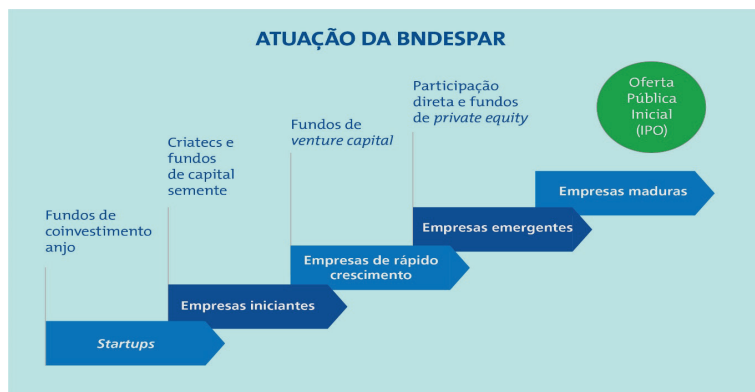 ATUAÇÃO DA BNDESPAR
Fundos de
coinvestimento
anjo
Criatecs e
fundos
de capital
semente
Fundos de
venture capital
Participação
direta e fundos
de private equity
Oferta
Pública
Inicial
(IPO)
Startups
Empresas iniciantes
Empresas de rápido
crescimento
Empresas emergentes
Empresas maduras